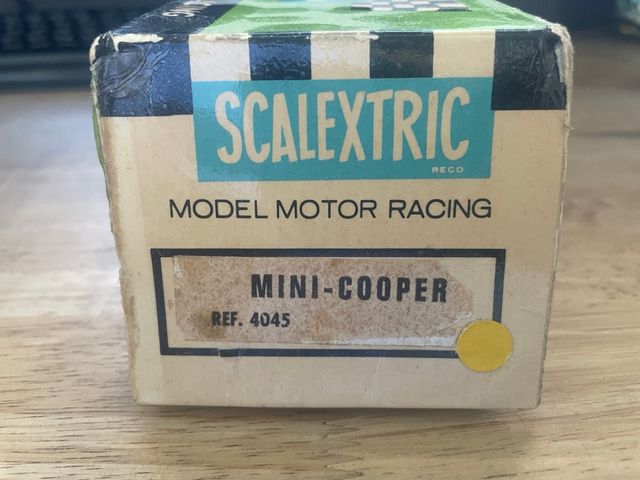 SCALEXTRIC
REGD
MODEL MOTOR RACING
MINI-COOPER
REF. 4045